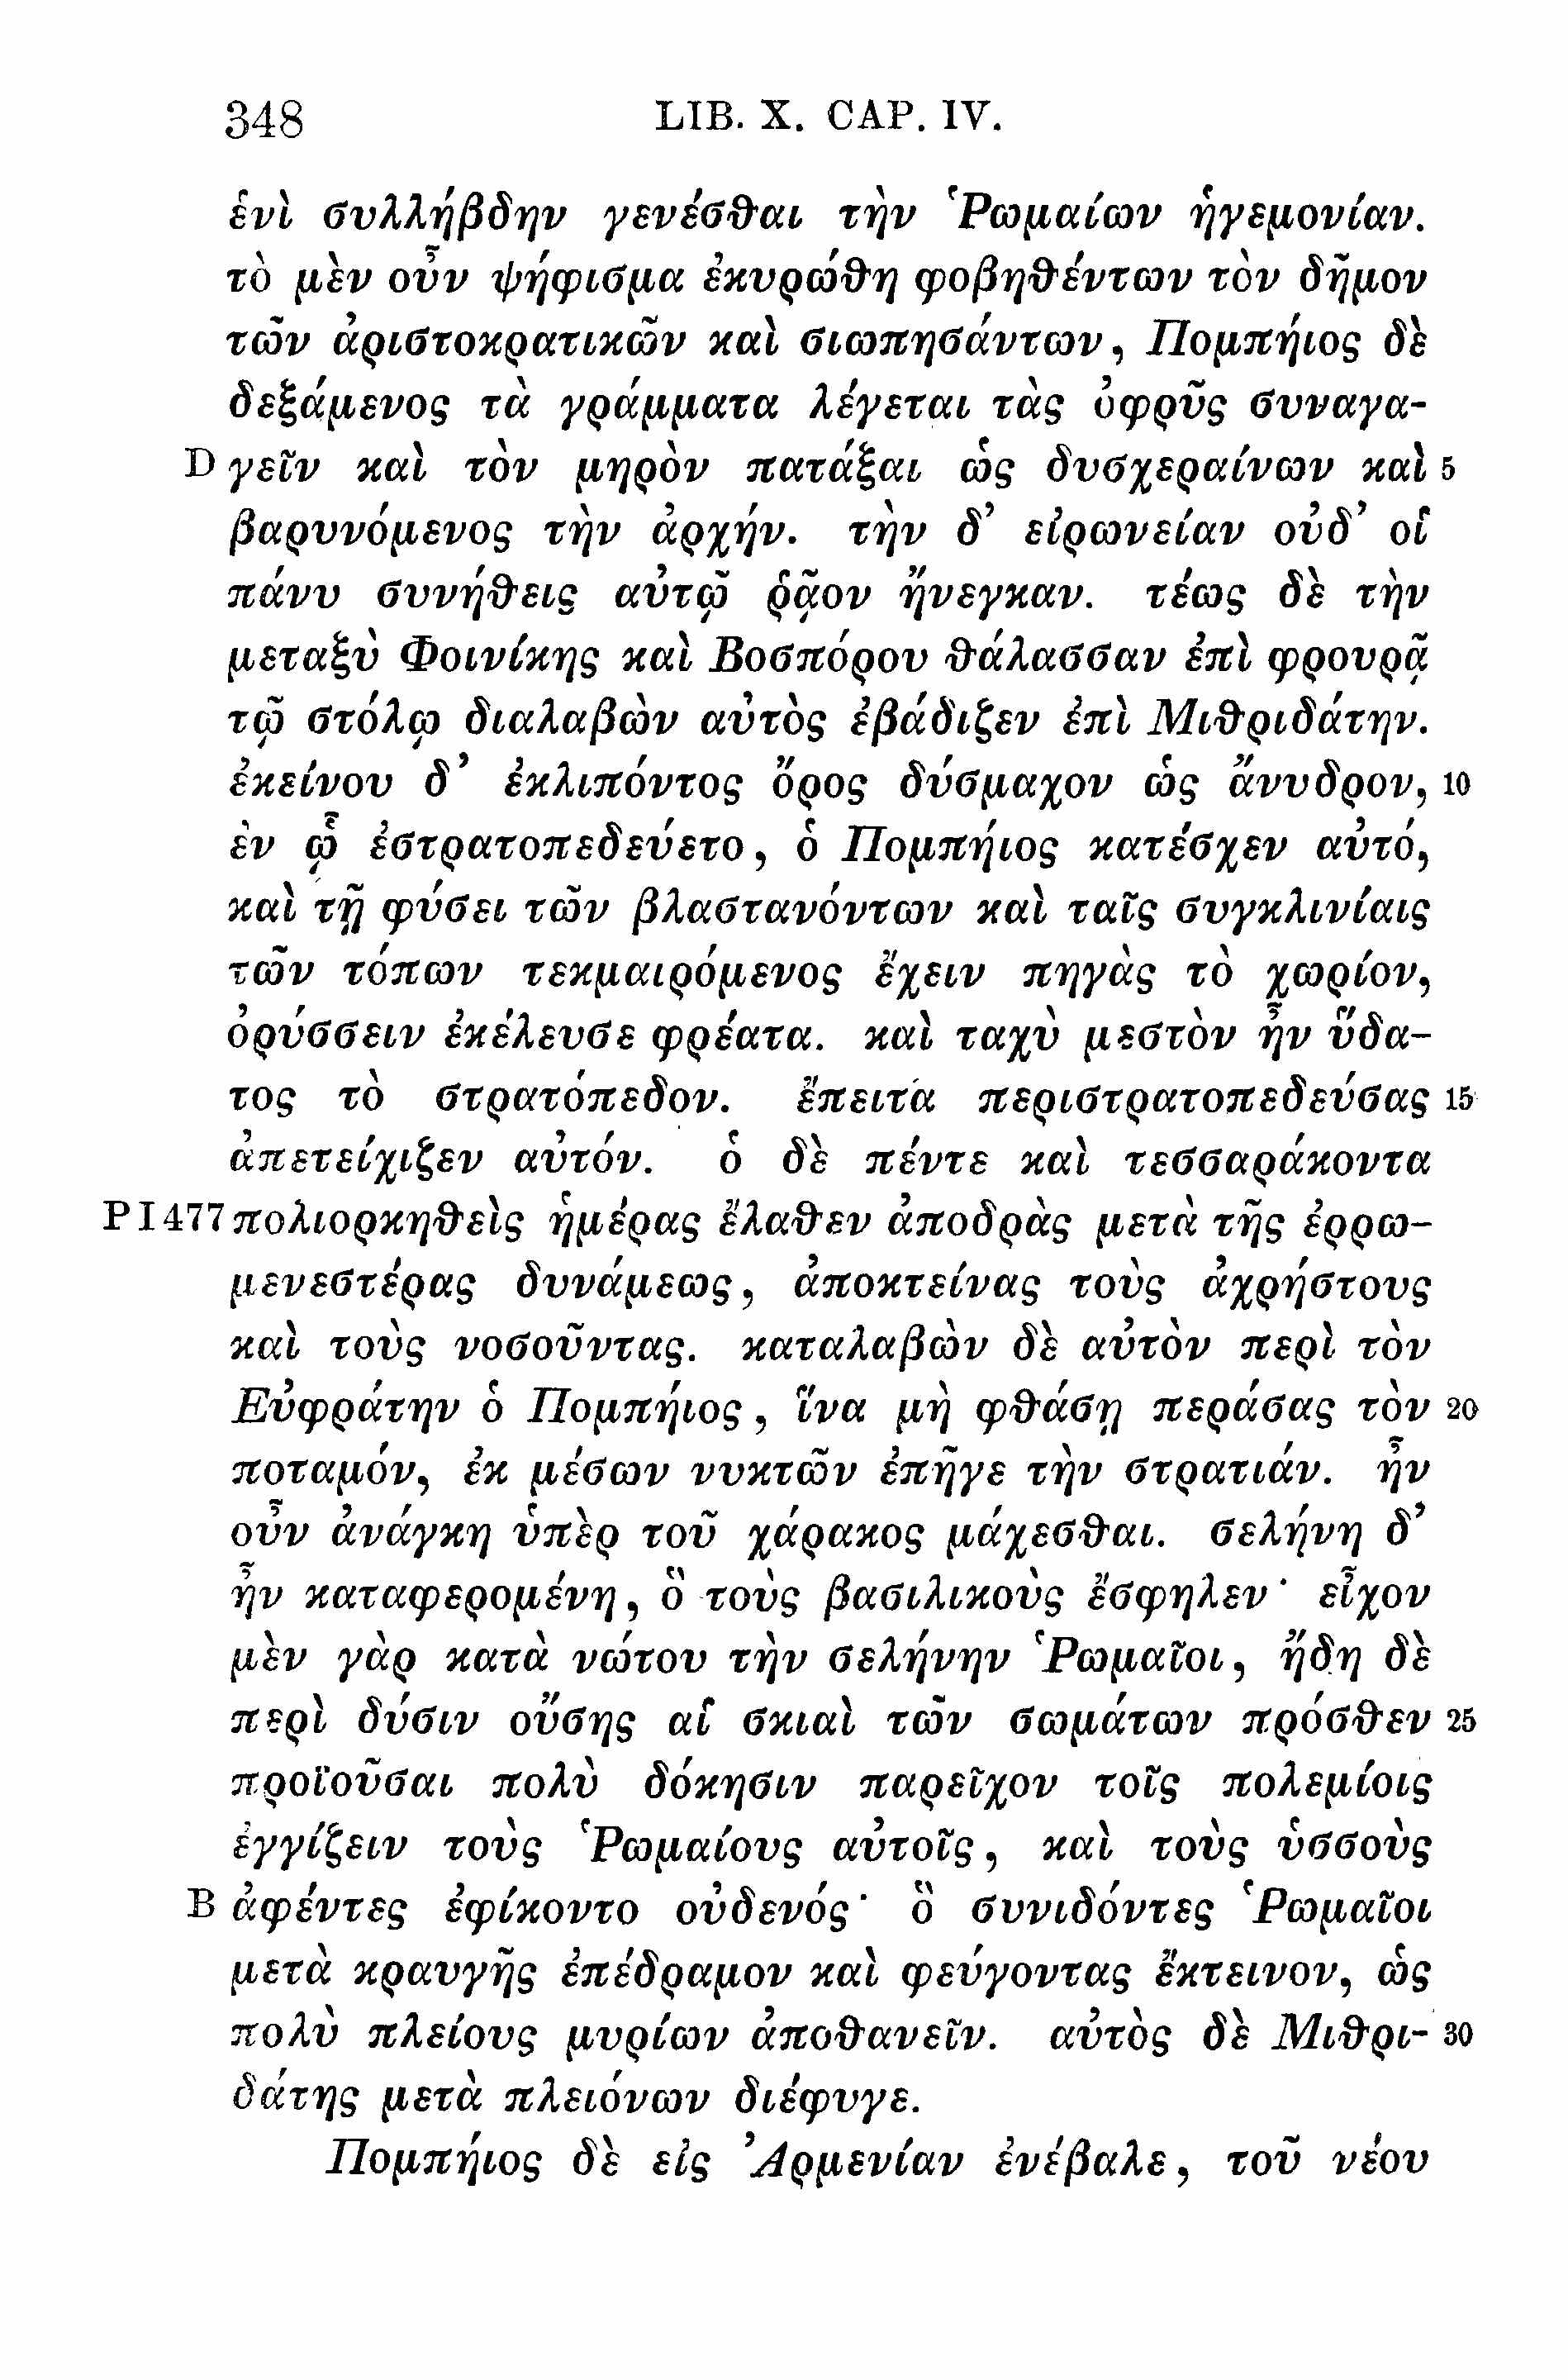 348 LIB. X. CAP. IV.
ἑνὶ συλλήβδην γενέσθαι τὴν Ῥωμαίων ἡγεμονίαν.
τὸ μὲν οὖν ψήφισμα ἐκυρώθη φοβηθέντων τὸν δῆμον
τῶν ἀριστοκρατικῶν καὶ σιωπησάντων, Πομπήιος δὲ
δεξάμενος τὰ γράμματα λέγεται τὰς ὀφρῦς συναγα-
D γεῖν καὶ τὸν μηρὸν πατάξαι ὡς δυσχεραίνων καὶ 5
βαρυνόμενος τὴν ἀρχήν. τὴν δ' εἰρωνείαν οὐδ' οἱ
πάνυ συνήθεις αὐτῷ ῥᾷον ἤνεγκαν. τέως δὲ τὴν
μεταξὺ Φοινίκης καὶ Βοσπόρου θάλασσαν ἐπὶ φρουρᾷ
τῷ στόλῳ διαλαβὼν αὐτὸς ἐβάδιζεν ἐπὶ Μιθριδάτην.
ἐκείνου δ' ἐκλιπόντος ὄρος δύσμαχον ὡς ἄνυδρον, 10
ἐν ᾧ ἐστρατοπεδεύετο, ὁ Πομπήιος κατέσχεν αὐτό,
καὶ τῇ φύσει τῶν βλαστανόντων καὶ ταῖς συγκλινίαις
τῶν τόπων τεκμαιρόμενος ἔχειν πηγὰς τὸ χωρίον,
ὀρύσσειν ἐκέλευσε φρέατα. καὶ ταχὺ μεστὸν ἦν ὕδα-
τος τὸ στρατόπεδον. ἔπειτα περιστρατοπεδεύσας 15
ἀπετείχιζεν αὐτόν. ὁ δὲ πέντε καὶ τεσσαράκοντα
P I 477 πολιορκηθεὶς ἡμέρας ἔλαθεν ἀποδρὰς μετὰ τῆς ἐρρω-
μενεστέρας δυνάμεως, ἀποκτείνας τοὺς ἀχρήστους
καὶ τοὺς νοσοῦντας. καταλαβὼν δὲ αὐτὸν περὶ τὸν
Εὐφράτην ὁ Πομπήιος, ἵνα μὴ φθάσῃ περάσας τὸν 20
ποταμόν, ἐκ μέσων νυκτῶν ἐπῆγε τὴν στρατιάν. ἦν
οὖν ἀνάγκη ὑπὲρ τοῦ χάρακος μάχεσθαι. σελήνη δ'
ἦν καταφερομένη, ὃ τοὺς βασιλικοὺς ἔσφηλεν· εἶχον
μὲν γὰρ κατὰ νώτου τὴν σελήνην Ῥωμαῖοι, ἤδη δὲ
περὶ δύσιν οὔσης αἱ σκιαὶ τῶν σωμάτων πρόσθεν 25
προϊοῦσαι πολὺ δόκησιν παρεῖχον τοῖς πολεμίοις
ἐγγίζειν τοὺς Ῥωμαίους αὐτοῖς, καὶ τοὺς ὑσσοὺς
B ἀφέντες ἐφίκοντο οὐδενός· ὃ συνιδόντες Ῥωμαῖοι
μετὰ κραυγῆς ἐπέδραμον καὶ φεύγοντας ἔκτεινον, ὡς
πολὺ πλείους μυρίων ἀποθανεῖν. αὐτὸς δὲ Μιθρι- 30
δάτης μετὰ πλειόνων διέφυγε.
Πομπήιος δὲ εἰς Ἀρμενίαν ἐνέβαλε, τοῦ νέου